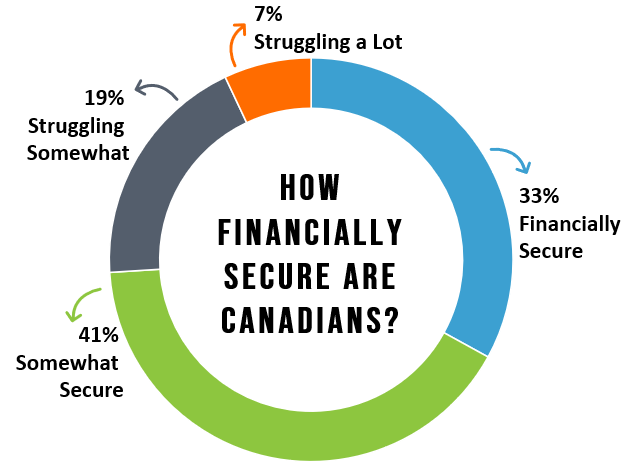 7%
Struggling a Lot
19%
Struggling
Somewhat
HOW
FINANCIALLY
SECURE ARE
CANADIANS?
33%
Financially
Secure
41%
Somewhat
Secure